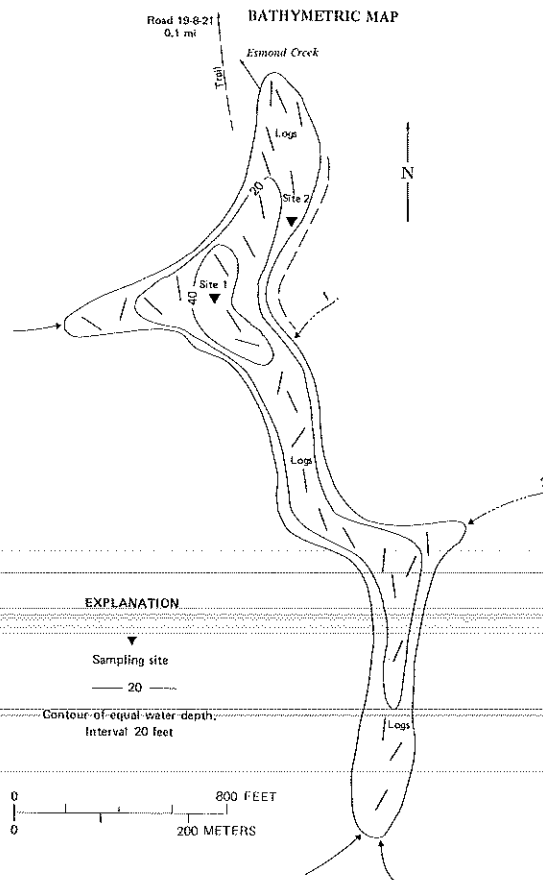 BATHYMETRIC MAP
Road 19-8-21
0.1 mi
Esmond Creek
Trail
Logs
N
20
Site 2
Site 1
40
Logs
EXPLANATION
Sampling site
20
Contour of equal water depth,
Interval 20 feet
Logs
0 800 FEET
0 200 METERS